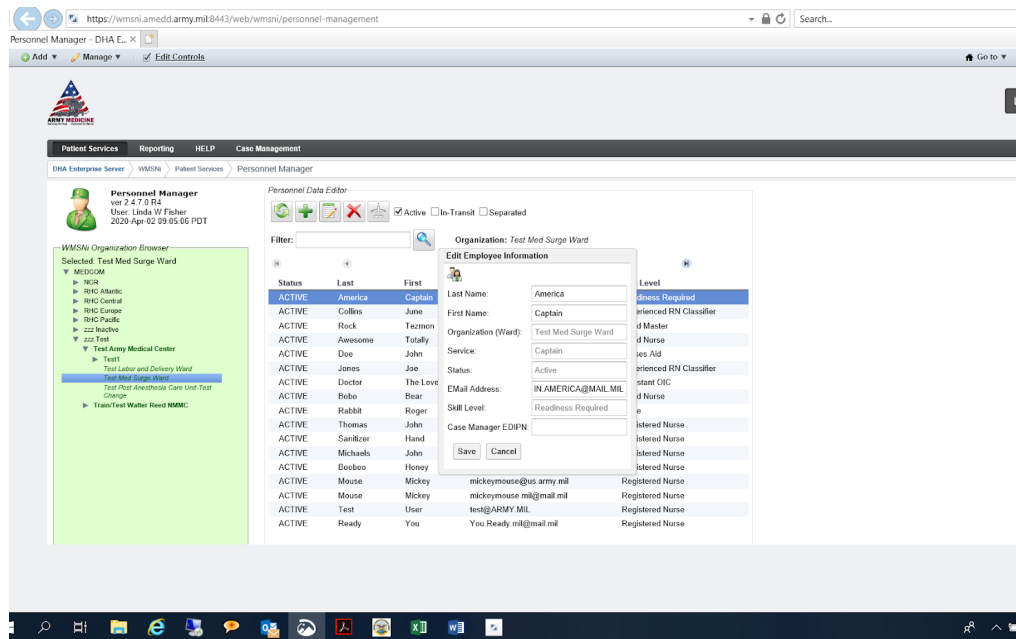 https://wmsni.amedd.army.mil:8443/web/wmsni/personnel-management
Search...
Personnel Manager - DHA E...
Add Manage Edit Controls Go to
ARMY MEDICINE
Patient Services Reporting HELP Case Management
DHA Enterprise Server WMSNi Patient Services Personnel Manager
Personnel Manager
ver 2.4.7.0 R4
User: Linda W Fisher
2020-Apr-02 09:05:06 PDT
WMSNi Organization Browser
Selected: Test Med Surge Ward
MEDCOM
NCR
RHC Atlantic
RHC Central
RHC Europe
RHC Pacific
zzz Inactive
zzz Test
Test Army Medical Center
Test1
Test Labor and Delivery Ward
Test Med Surge Ward
Test Post Anesthesia Care Unit-Test
Change
Train/Test Walter Reed NMMC
Personnel Data Editor
Active In-Transit Separated
Filter: Organization: Test Med Surge Ward
Status Last First Level
ACTIVE America Captain diness Required
ACTIVE Collins June erienced RN Classifier
ACTIVE Rock Tezmon d Master
ACTIVE Awesome Totally d Nurse
ACTIVE Doe John ses Aid
ACTIVE Jones Joe erienced RN Classifier
ACTIVE Doctor The Love stant OIC
ACTIVE Bobo Bear d Nurse
ACTIVE Rabbit Roger e
ACTIVE Thomas John istered Nurse
ACTIVE Sanitizer Hand istered Nurse
ACTIVE Michaels John istered Nurse
ACTIVE Booboo Honey istered Nurse
ACTIVE Mouse Mickey mickeymouse@us.army.mil Registered Nurse
ACTIVE Mouse Mickey mickeymouse.mil@mail.mil Registered Nurse
ACTIVE Test User test@ARMY.MIL Registered Nurse
ACTIVE Ready You You.Ready.mil@mail.mil Registered Nurse
Edit Employee Information
Last Name: America
First Name: Captain
Organization (Ward): Test Med Surge Ward
Service: Captain
Status: Active
EMail Address: IN.AMERICA@MAIL.MIL
Skill Level: Readiness Required
Case Manager EDIPN:
Save Cancel